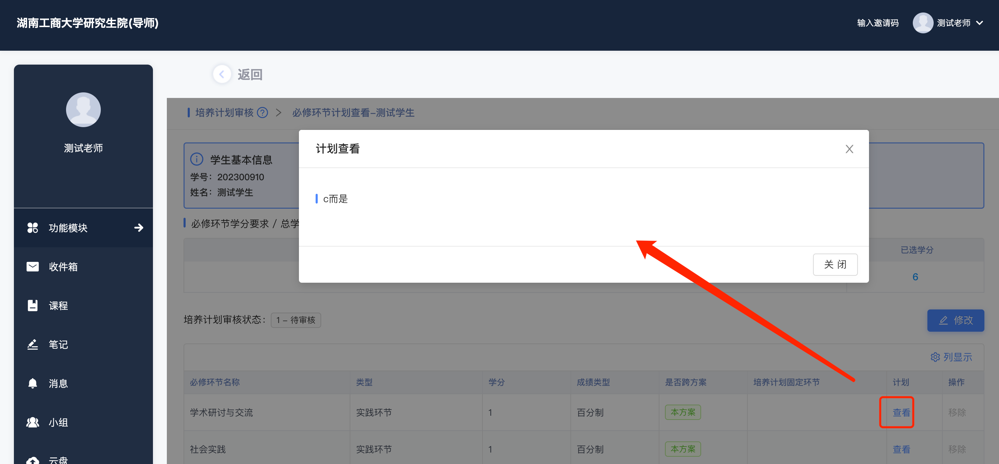 湖南工商大学研究生院(导师)
输入邀请码
测试老师
返回
测试老师
功能模块
收件箱
课程
笔记
消息
小组
云盘
培养计划审核 ? > 必修环节计划查看-测试学生
学生基本信息
学号：202300910
姓名：测试学生
必修环节学分要求 / 总学
计划查看
c而是
关 闭
已选学分
6
培养计划审核状态： 1 - 待审核
修改
列显示
必修环节名称 类型 学分 成绩类型 是否跨方案 培养计划固定环节 计划 操作
学术研讨与交流 实践环节 1 百分制 本方案 查看 移除
社会实践 实践环节 1 百分制 本方案 查看 移除